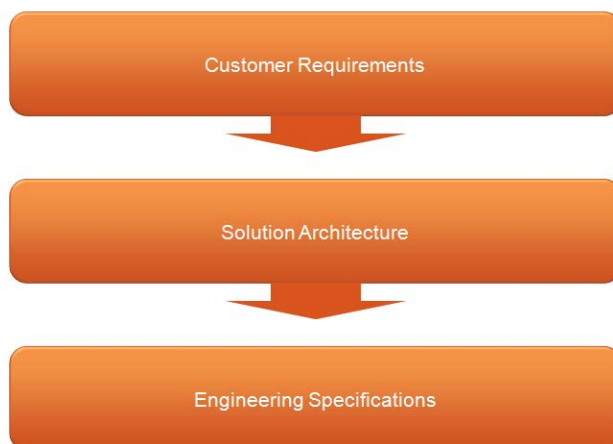 Customer Requirements
Solution Architecture
Engineering Specifications